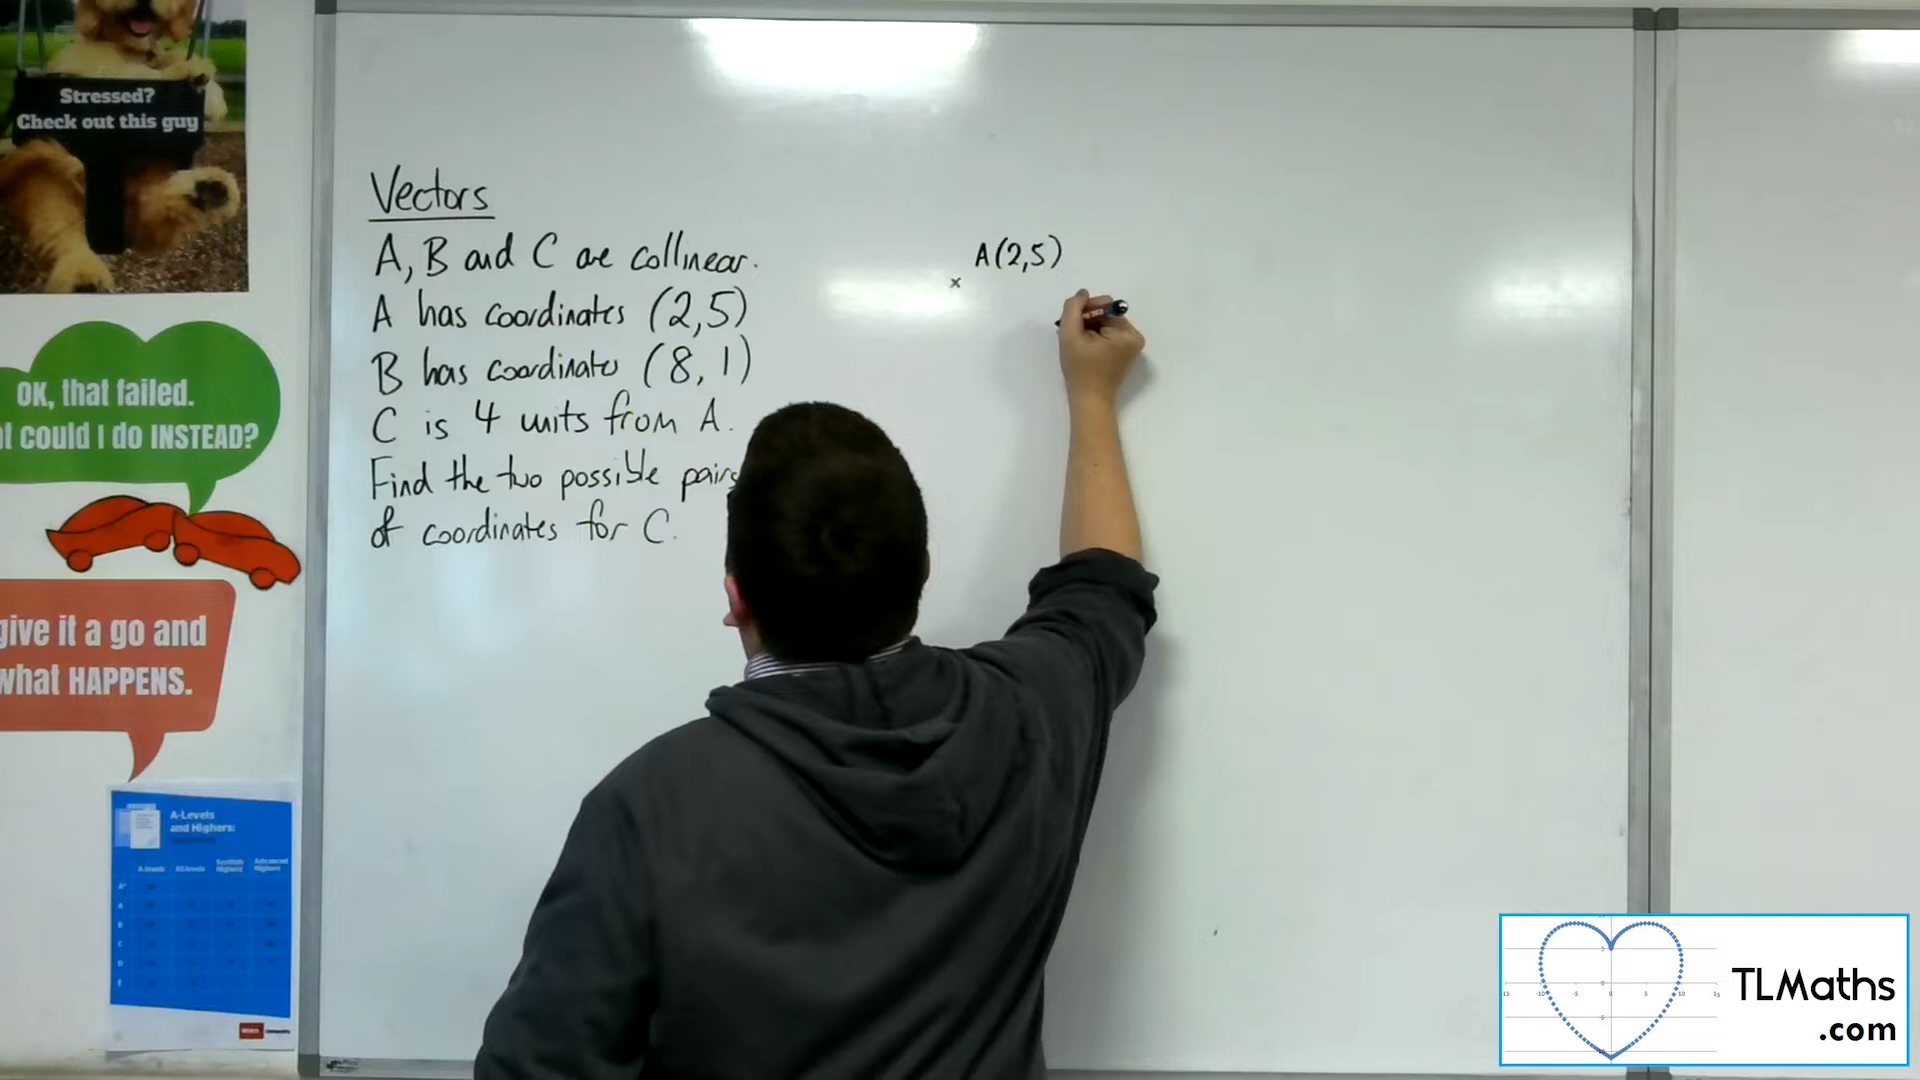 Stressed?
Check out this guy
OK, that failed.
could I do INSTEAD?
give it a go and
what HAPPENS.
A-Levels
and Highers:
Vectors
A, B and C are collinear.
A has coordinates (2,5)
B has coordinates (8,1)
C is 4 units from A.
Find the two possible pairs
of coordinates for C.
A(2,5)
×
TLMaths
.com